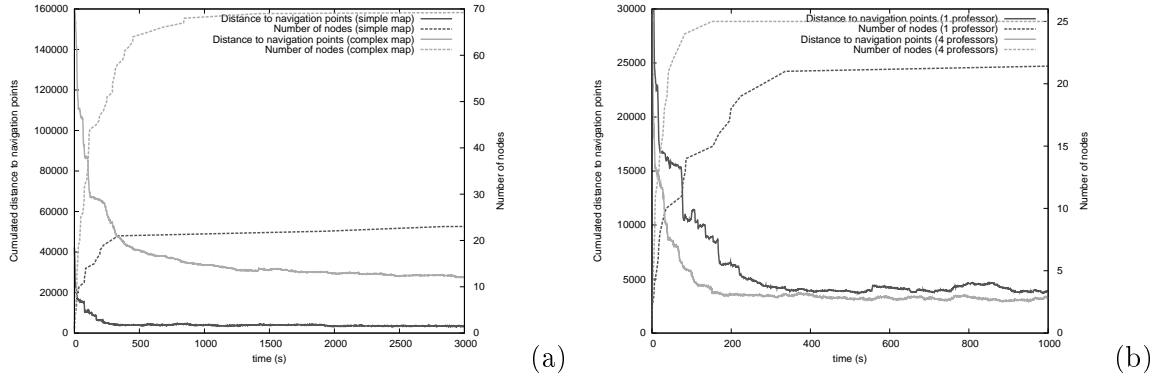 160000
140000
120000
100000
80000
60000
40000
20000
0
Cumulated distance to navigation points
Distance to navigation points (simple map)
Number of nodes (simple map)
Distance to navigation points (complex map)
Number of nodes (complex map)
70
60
50
40
30
20
10
0
Number of nodes
0 500 1000 1500 2000 2500 3000
time (s)
(a)
30000
25000
20000
15000
10000
5000
0
Cumulated distance to navigation points
Distance to navigation points (1 professor)
Number of nodes (1 professor)
Distance to navigation points (4 professors)
Number of nodes (4 professors)
25
20
15
10
5
0
Number of nodes
0 200 400 600 800 1000
time (s)
(b)